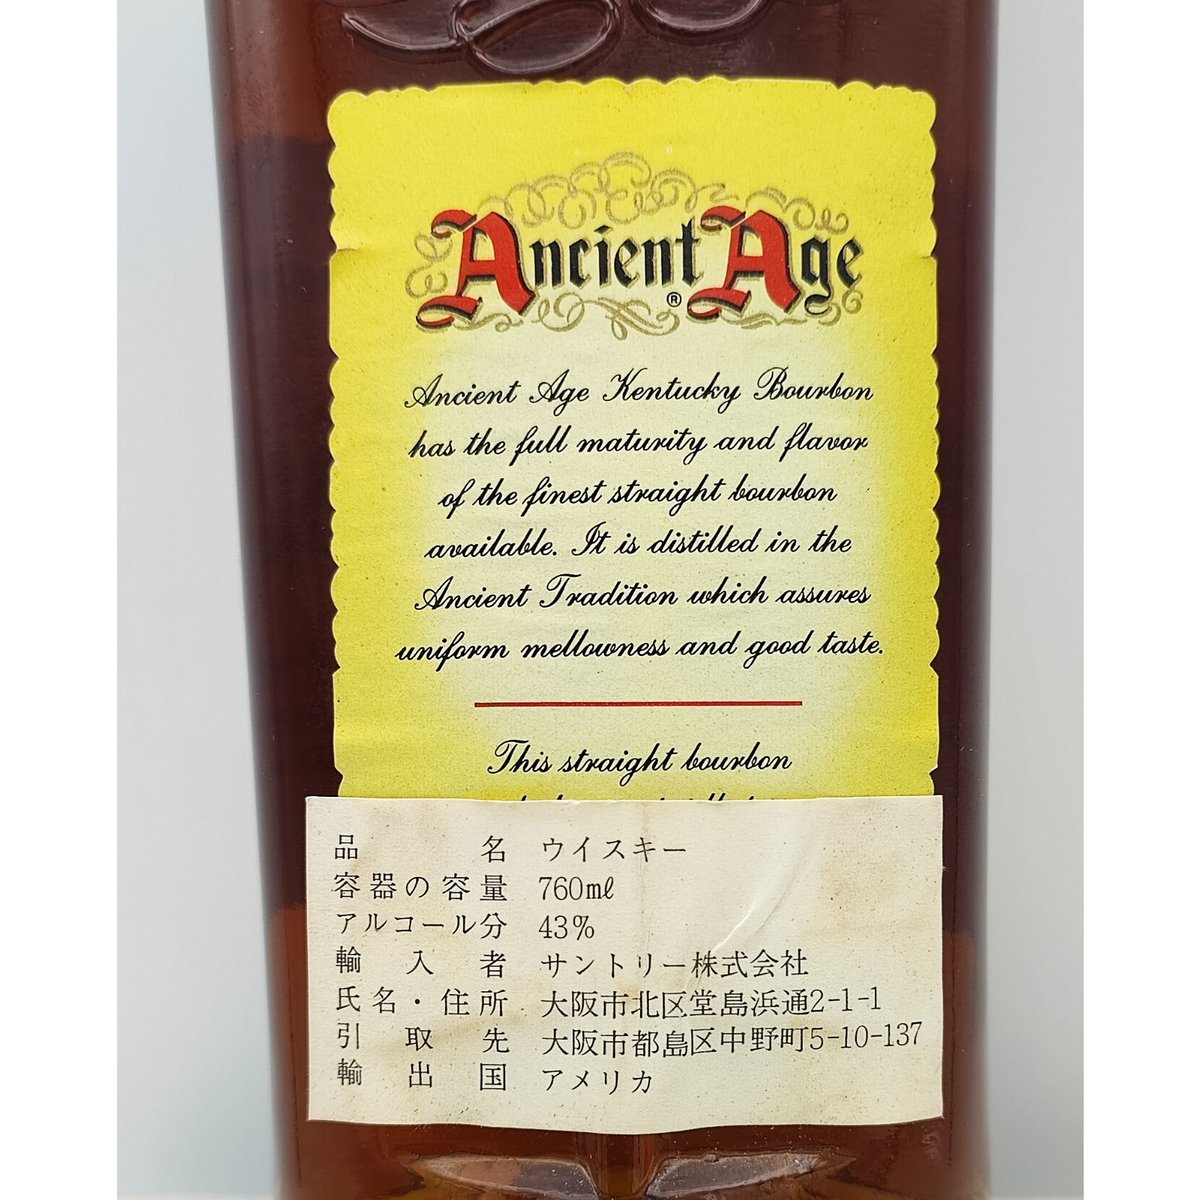 Ancient Age ®
Ancient Age Kentucky Bourbon
has the full maturity and flavor
of the finest straight bourbon
available. It is distilled in the
Ancient Tradition which assures
uniform mellowness and good taste.
This straight bourbon
品名 ウイスキー
容器の容量 760mℓ
アルコール分 43%
輸入者 サントリー株式会社
氏名・住所 大阪市北区堂島浜通2-1-1
引取先 大阪市都島区中野町5-10-137
輸出国 アメリカ